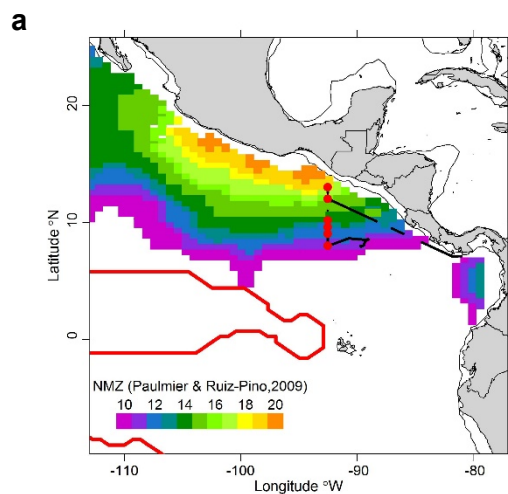 a
20
10
0
Latitude °N
NMZ (Paulmier & Ruiz-Pino,2009)
10 12 14 16 18 20
-110 -100 -90 -80
Longitude °W